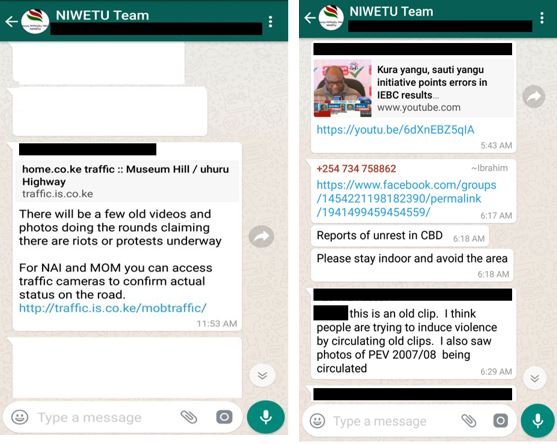 NIWETU Team
home.co.ke traffic :: Museum Hill / uhuru
Highway
traffic.is.co.ke
There will be a few old videos and
photos doing the rounds claiming
there are riots or protests underway
For NAI and MOM you can access
traffic cameras to confirm actual
status on the road.
http://traffic.is.co.ke/mobtraffic/
11:53 AM
Type a message
NIWETU Team
Kura yangu, sauti yangu
initiative points errors in
IEBC results...
www.youtube.com
https://youtu.be/6dXnEBZ5qIA
5:43 AM
+254 734 758862 ~Ibrahim
https://www.facebook.com/groups
/1454221198182390/permalink
/1941499459454559/
6:17 AM
Reports of unrest in CBD 6:18 AM
Please stay indoor and avoid the area
6:18 AM
this is an old clip. I think
people are trying to induce violence
by circulating old clips. I also saw
photos of PEV 2007/08 being
circulated
6:29 AM
Type a message